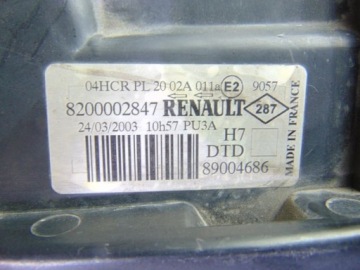 04HCR PL 20 02A 011a E2 9057
8200002847 RENAULT 287
24/03/2003 10h57 PU3A
H7
DTD
89004686
MADE IN FRANCE